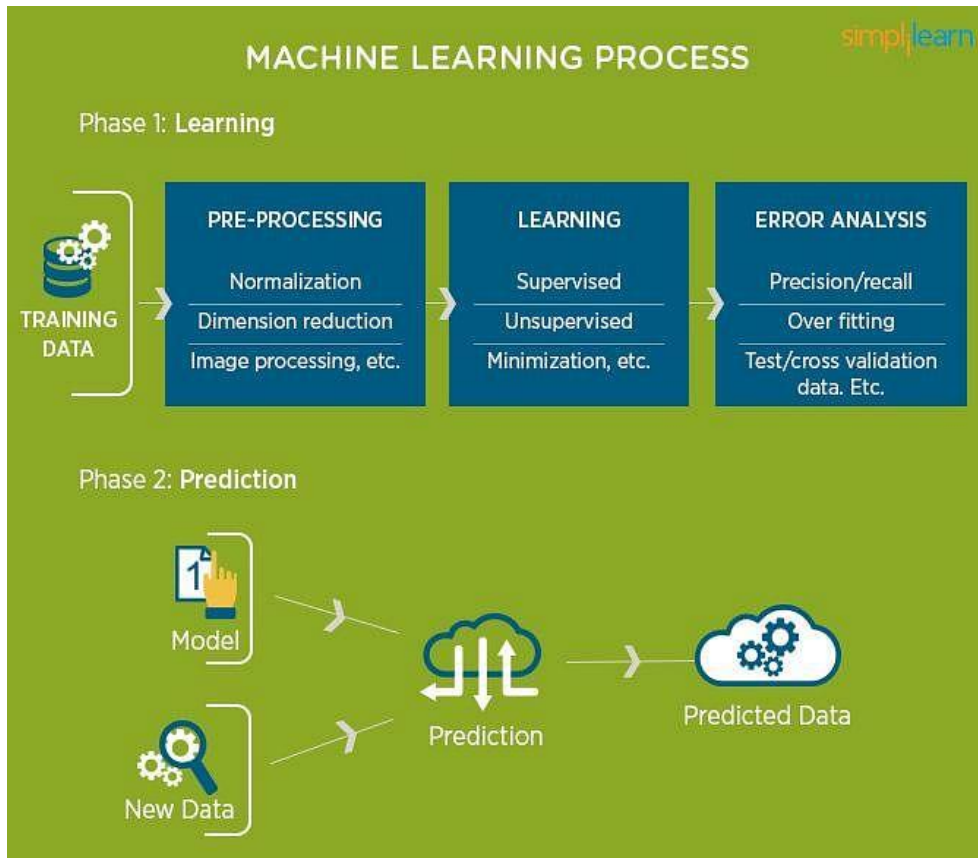 simplilearn
MACHINE LEARNING PROCESS
Phase 1: Learning
TRAINING
DATA
PRE-PROCESSING
Normalization
Dimension reduction
Image processing, etc.
LEARNING
Supervised
Unsupervised
Minimization, etc.
ERROR ANALYSIS
Precision/recall
Over fitting
Test/cross validation
data. Etc.
Phase 2: Prediction
1
Model
New Data
Prediction
Predicted Data